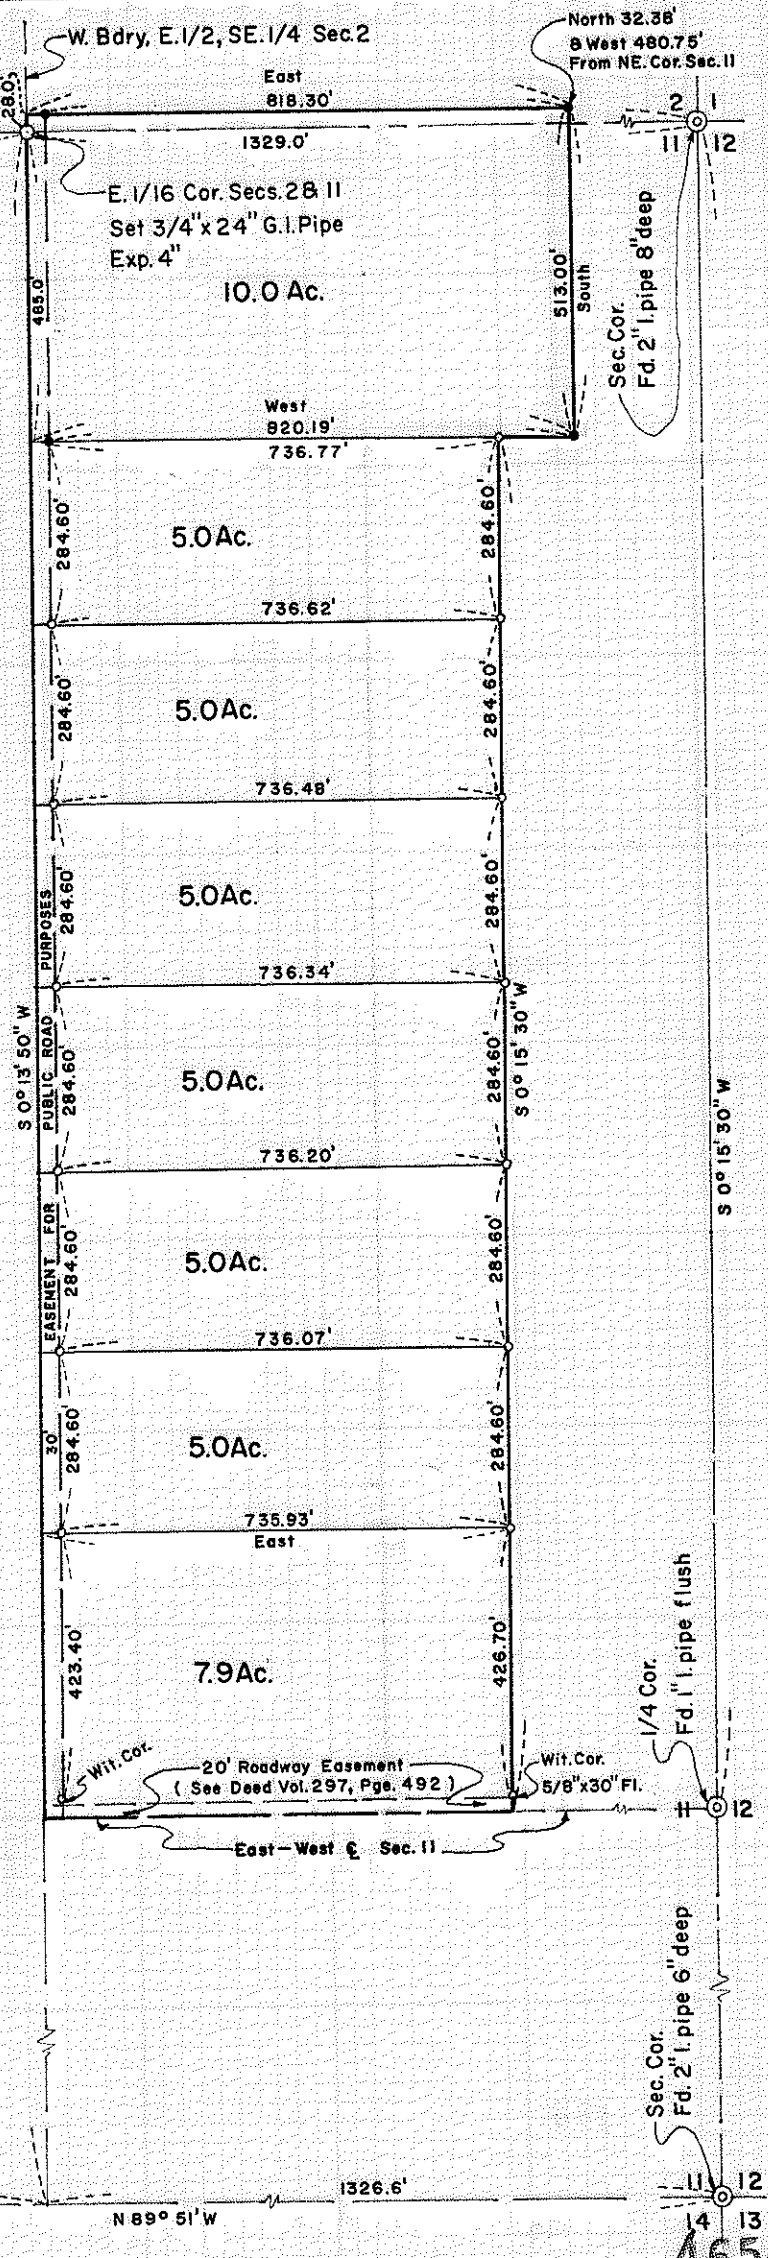 W. Bdry, E.1/2, SE.1/4 Sec.2
North 32.38'
& West 480.75'
From NE. Cor. Sec. 11
28.0'
East
818.30'
1329.0'
2 1
11 12
E. 1/16 Cor. Secs. 2 & 11
Set 3/4" x 24" G.I. Pipe
Exp. 4"
10.0 Ac.
485.0'
513.00'
South
Sec. Cor.
Fd. 2" I. pipe 8" deep
West
820.19'
736.77'
284.60'
5.0 Ac.
284.60'
736.62'
284.60'
5.0 Ac.
284.60'
736.48'
284.60'
5.0 Ac.
284.60'
736.34'
S 0° 13' 50" W
EASEMENT FOR PUBLIC ROAD PURPOSES
284.60'
5.0 Ac.
284.60'
S 0° 15' 30" W
S 0° 15' 30" W
736.20'
284.60'
5.0 Ac.
284.60'
736.07'
30'
284.60'
5.0 Ac.
284.60'
735.93'
East
423.40'
7.9 Ac.
426.70'
1/4 Cor.
Fd. 1" I. pipe flush
Wit. Cor.
20' Roadway Easement
( See Deed Vol. 297, Pge. 492 )
Wit. Cor.
5/8" x 30" Fl.
11 12
East-West ℄ Sec. 11
Sec. Cor.
Fd. 2" I. pipe 6" deep
1326.6'
N 89° 51' W
11 12
14 13
465